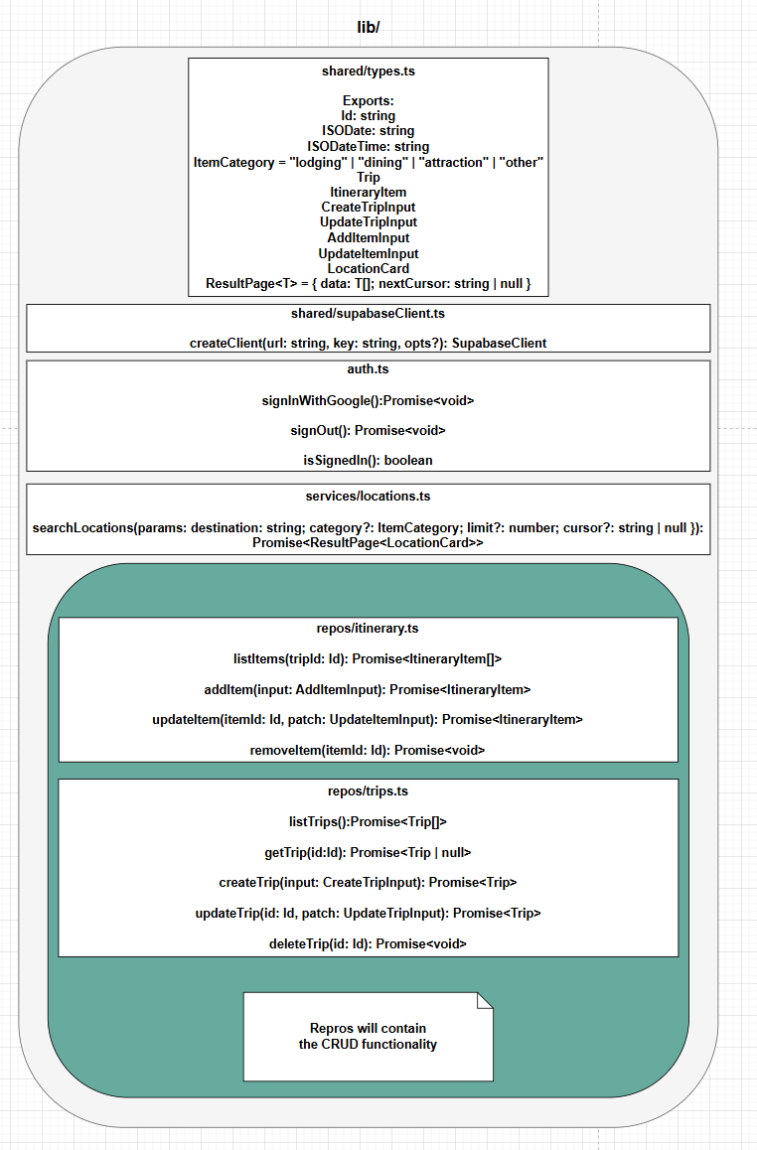 lib/
shared/types.ts
Exports:
Id: string
ISODate: string
ISODateTime: string
ItemCategory = "lodging" | "dining" | "attraction" | "other"
Trip
ItineraryItem
CreateTripInput
UpdateTripInput
AddItemInput
UpdateItemInput
LocationCard
ResultPage<T> = { data: T[]; nextCursor: string | null }
shared/supabaseClient.ts
createClient(url: string, key: string, opts?): SupabaseClient
auth.ts
signInWithGoogle():Promise<void>
signOut(): Promise<void>
isSignedIn(): boolean
services/locations.ts
searchLocations(params: destination: string; category?: ItemCategory; limit?: number; cursor?: string | null }):
Promise<ResultPage<LocationCard>>
repos/itinerary.ts
listItems(tripId: Id): Promise<ItineraryItem[]>
addItem(input: AddItemInput): Promise<ItineraryItem>
updateItem(itemId: Id, patch: UpdateItemInput): Promise<ItineraryItem>
removeItem(itemId: Id): Promise<void>
repos/trips.ts
listTrips():Promise<Trip[]>
getTrip(id:Id): Promise<Trip | null>
createTrip(input: CreateTripInput): Promise<Trip>
updateTrip(id: Id, patch: UpdateTripInput): Promise<Trip>
deleteTrip(id: Id): Promise<void>
Repros will contain
the CRUD functionality